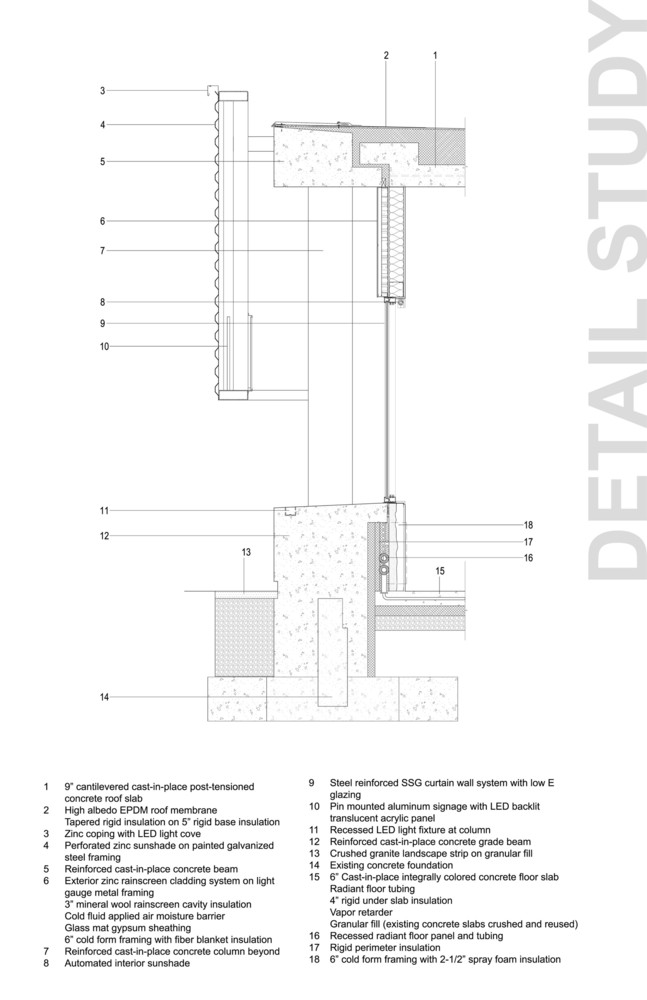 DETAIL STUDY
2
1
3
4
5
6
7
8
9
10
11
12
13
18
17
16
15
14
1 9” cantilevered cast-in-place post-tensioned
concrete roof slab
2 High albedo EPDM roof membrane
Tapered rigid insulation on 5” rigid base insulation
3 Zinc coping with LED light cove
4 Perforated zinc sunshade on painted galvanized
steel framing
5 Reinforced cast-in-place concrete beam
6 Exterior zinc rainscreen cladding system on light
gauge metal framing
3” mineral wool rainscreen cavity insulation
Cold fluid applied air moisture barrier
Glass mat gypsum sheathing
6” cold form framing with fiber blanket insulation
7 Reinforced cast-in-place concrete column beyond
8 Automated interior sunshade
9 Steel reinforced SSG curtain wall system with low E
glazing
10 Pin mounted aluminum signage with LED backlit
translucent acrylic panel
11 Recessed LED light fixture at column
12 Reinforced cast-in-place concrete grade beam
13 Crushed granite landscape strip on granular fill
14 Existing concrete foundation
15 6” Cast-in-place integrally colored concrete floor slab
Radiant floor tubing
4” rigid under slab insulation
Vapor retarder
Granular fill (existing concrete slabs crushed and reused)
16 Recessed radiant floor panel and tubing
17 Rigid perimeter insulation
18 6” cold form framing with 2-1/2” spray foam insulation